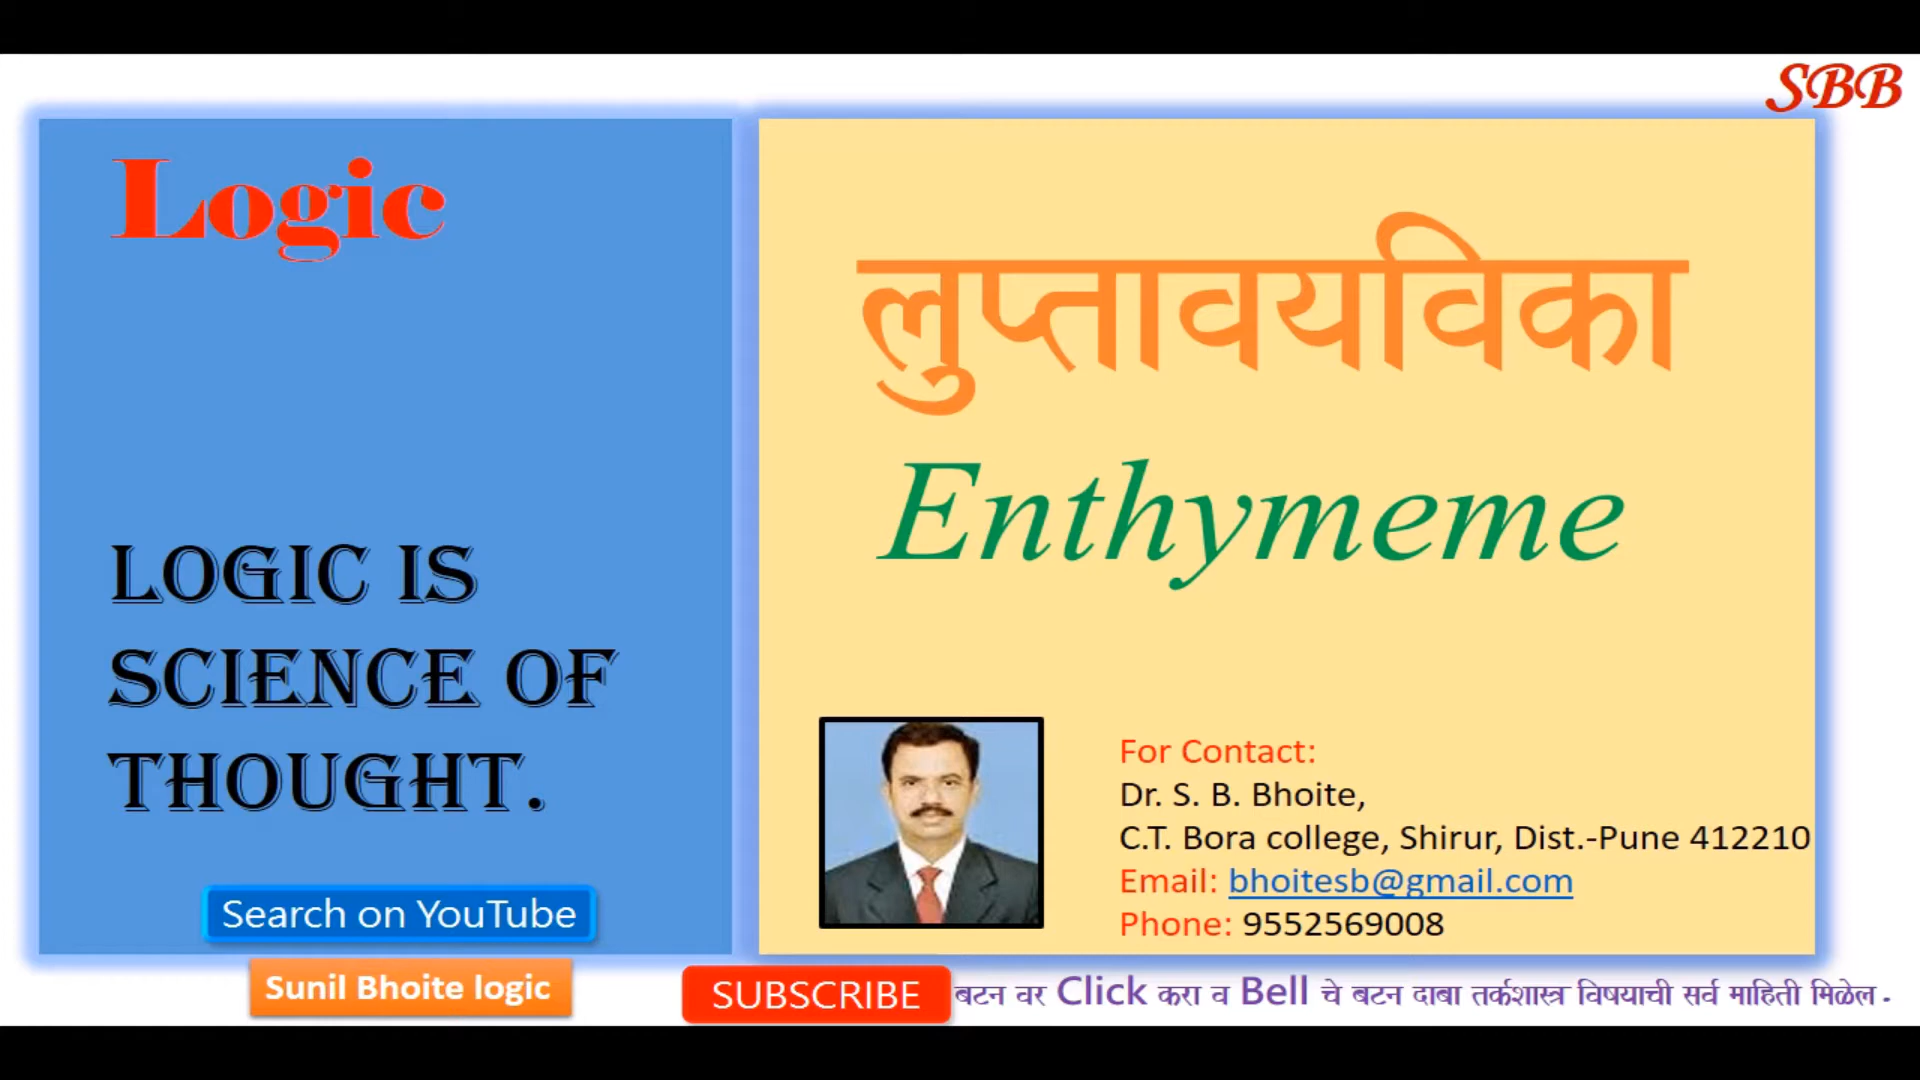 SBB
Logic
LOGIC IS
SCIENCE OF
THOUGHT.
Search on YouTube
Sunil Bhoite logic
लुप्तावयविका
Enthymeme
For Contact:
Dr. S. B. Bhoite,
C.T. Bora college, Shirur, Dist.-Pune 412210
Email: bhoitesb@gmail.com
Phone: 9552569008
SUBSCRIBE बटन वर Click करा व Bell चे बटन दाबा तर्कशास्त्र विषयाची सर्व माहिती मिळेल.